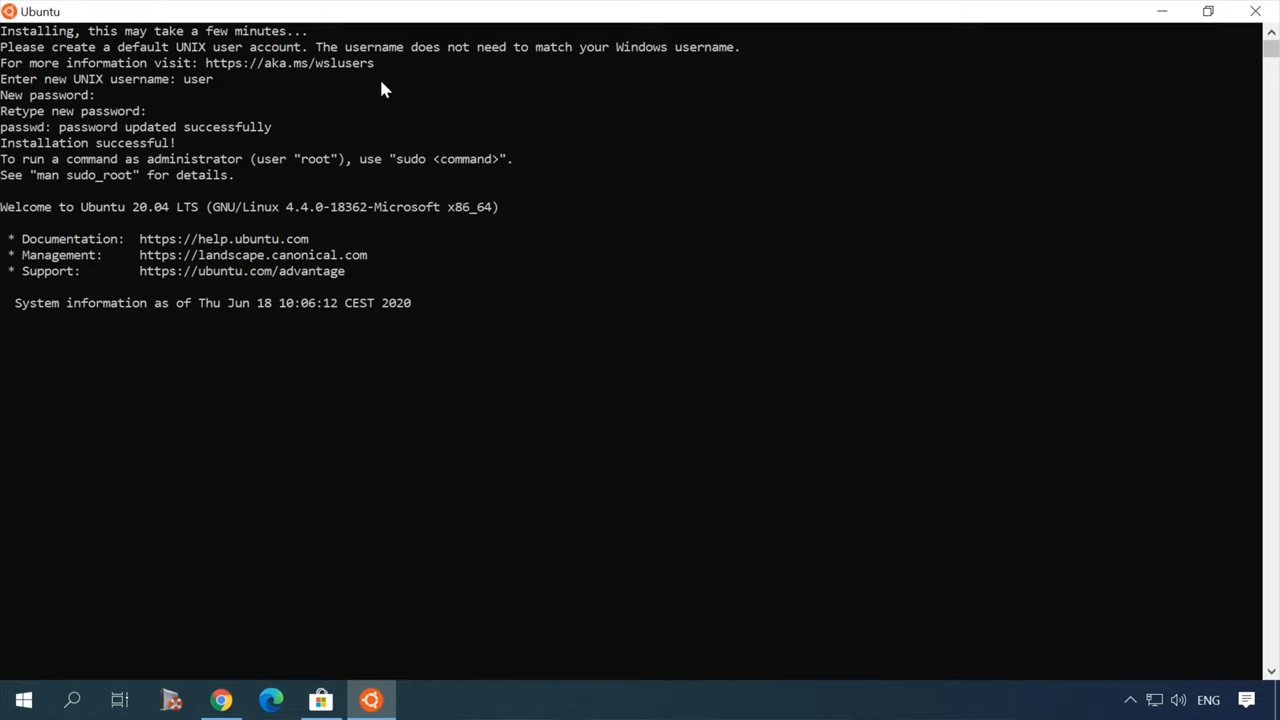 Ubuntu
Installing, this may take a few minutes...
Please create a default UNIX user account. The username does not need to match your Windows username.
For more information visit: https://aka.ms/wslusers
Enter new UNIX username: user
New password:
Retype new password:
passwd: password updated successfully
Installation successful!
To run a command as administrator (user "root"), use "sudo <command>".
See "man sudo_root" for details.
Welcome to Ubuntu 20.04 LTS (GNU/Linux 4.4.0-18362-Microsoft x86_64)
* Documentation: https://help.ubuntu.com
* Management: https://landscape.canonical.com
* Support: https://ubuntu.com/advantage
System information as of Thu Jun 18 10:06:12 CEST 2020
ENG